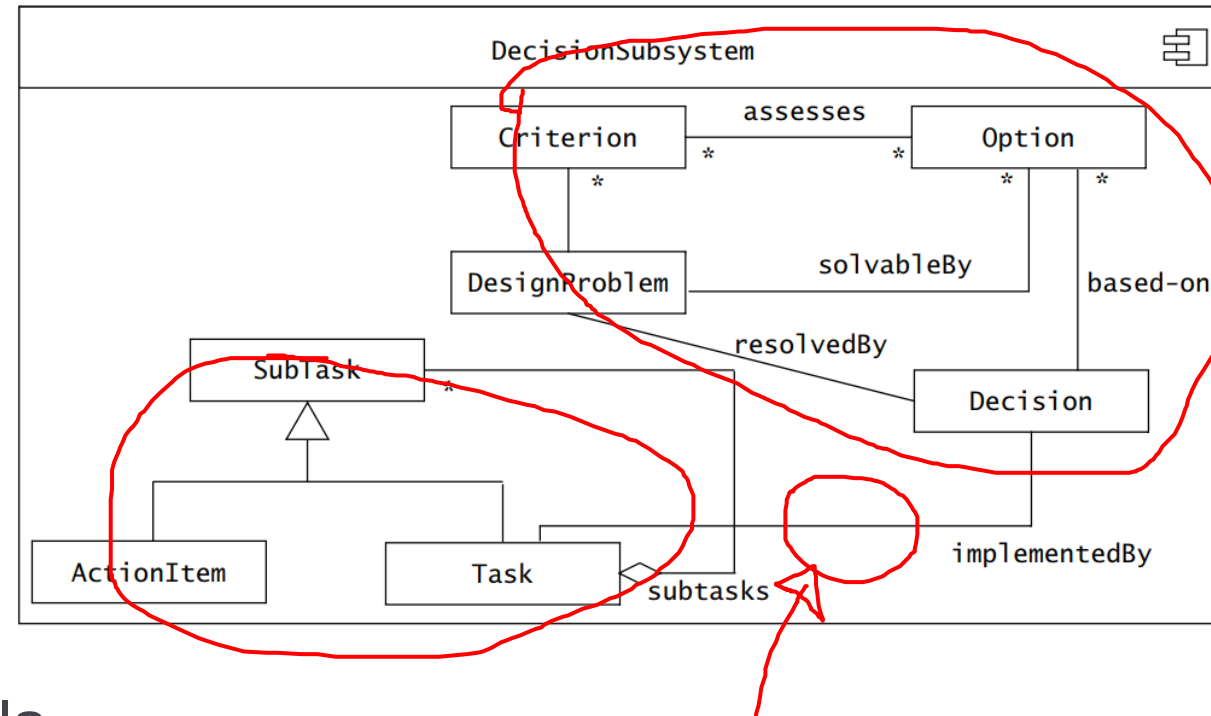 DecisionSubsystem
assesses
Criterion
Option
*
*
*
*
*
solvableBy
DesignProblem
based-on
resolvedBy
SubTask
*
Decision
implementedBy
ActionItem
Task
subtasks